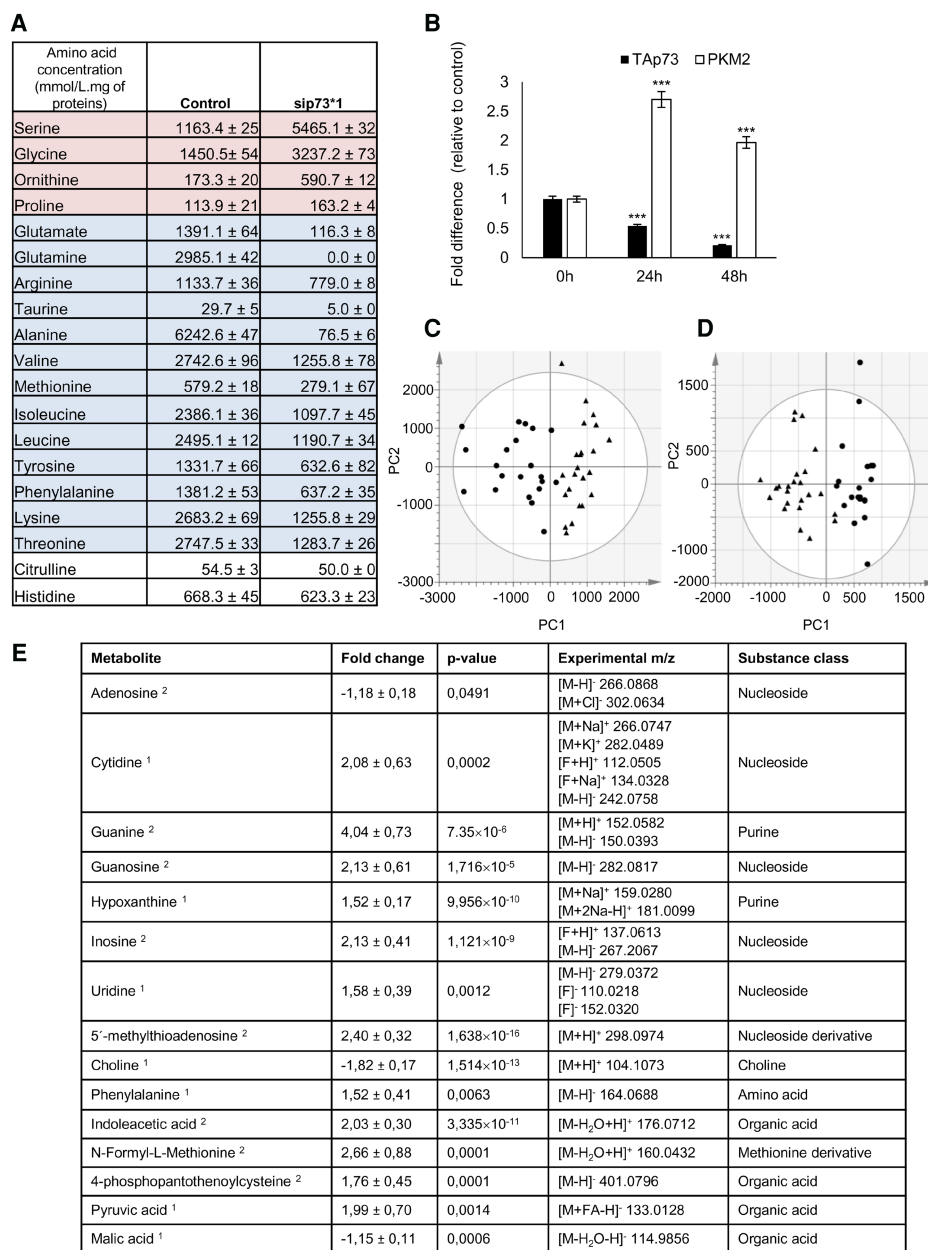 A
Amino acid concentration (mmol/L.mg of proteins) Control sip73*1
Serine 1163.4 ± 25 5465.1 ± 32
Glycine 1450.5± 54 3237.2 ± 73
Ornithine 173.3 ± 20 590.7 ± 12
Proline 113.9 ± 21 163.2 ± 4
Glutamate 1391.1 ± 64 116.3 ± 8
Glutamine 2985.1 ± 42 0.0 ± 0
Arginine 1133.7 ± 36 779.0 ± 8
Taurine 29.7 ± 5 5.0 ± 0
Alanine 6242.6 ± 47 76.5 ± 6
Valine 2742.6 ± 96 1255.8 ± 78
Methionine 579.2 ± 18 279.1 ± 67
Isoleucine 2386.1 ± 36 1097.7 ± 45
Leucine 2495.1 ± 12 1190.7 ± 34
Tyrosine 1331.7 ± 66 632.6 ± 82
Phenylalanine 1381.2 ± 53 637.2 ± 35
Lysine 2683.2 ± 69 1255.8 ± 29
Threonine 2747.5 ± 33 1283.7 ± 26
Citrulline 54.5 ± 3 50.0 ± 0
Histidine 668.3 ± 45 623.3 ± 23
B
TAp73 PKM2
Fold difference (relative to control)
3
2.5
2
1.5
1
0.5
0
***
***
***
***
0h 24h 48h
C
PC2
2000
1000
0
-1000
-3000
-3000 -1000 0 1000 2000
PC1
D
PC2
1500
500
0
-1000
-2000
-2000 -1000 0 500 1500
PC1
E
Metabolite Fold change p-value Experimental m/z Substance class
Adenosine ² -1,18 ± 0,18 0,0491 [M-H]⁻ 266.0868 Nucleoside
[M+Cl]⁻ 302.0634
Cytidine ¹ 2,08 ± 0,63 0,0002 [M+Na]⁺ 266.0747 Nucleoside
[M+K]⁺ 282.0489
[F+H]⁺ 112.0505
[F+Na]⁺ 134.0328
[M-H]⁻ 242.0758
Guanine ² 4,04 ± 0,73 7.35×10⁻⁶ [M+H]⁺ 152.0582 Purine
[M-H]⁻ 150.0393
Guanosine ² 2,13 ± 0,61 1,716×10⁻⁵ [M-H]⁻ 282.0817 Nucleoside
Hypoxanthine ¹ 1,52 ± 0,17 9,956×10⁻¹⁰ [M+Na]⁺ 159.0280 Purine
[M+2Na-H]⁺ 181.0099
Inosine ² 2,13 ± 0,41 1,121×10⁻⁹ [F+H]⁺ 137.0613 Nucleoside
[M-H]⁻ 267.2067
Uridine ¹ 1,58 ± 0,39 0,0012 [M-H]⁻ 279.0372 Nucleoside
[F]⁻ 110.0218
[F]⁻ 152.0320
5´-methylthioadenosine ² 2,40 ± 0,32 1,638×10⁻¹⁶ [M+H]⁺ 298.0974 Nucleoside derivative
Choline ¹ -1,82 ± 0,17 1,514×10⁻¹³ [M+H]⁺ 104.1073 Choline
Phenylalanine ¹ 1,52 ± 0,41 0,0063 [M-H]⁻ 164.0688 Amino acid
Indoleacetic acid ² 2,03 ± 0,30 3,335×10⁻¹¹ [M-H₂O+H]⁺ 176.0712 Organic acid
N-Formyl-L-Methionine ² 2,66 ± 0,88 0,0001 [M-H₂O+H]⁺ 160.0432 Methionine derivative
4-phosphopantothenoylcysteine ² 1,76 ± 0,45 0,0001 [M-H]⁻ 401.0796 Organic acid
Pyruvic acid ¹ 1,99 ± 0,70 0,0014 [M+FA-H]⁻ 133.0128 Organic acid
Malic acid ¹ -1,15 ± 0,11 0,0006 [M-H₂O-H]⁻ 114.9856 Organic acid